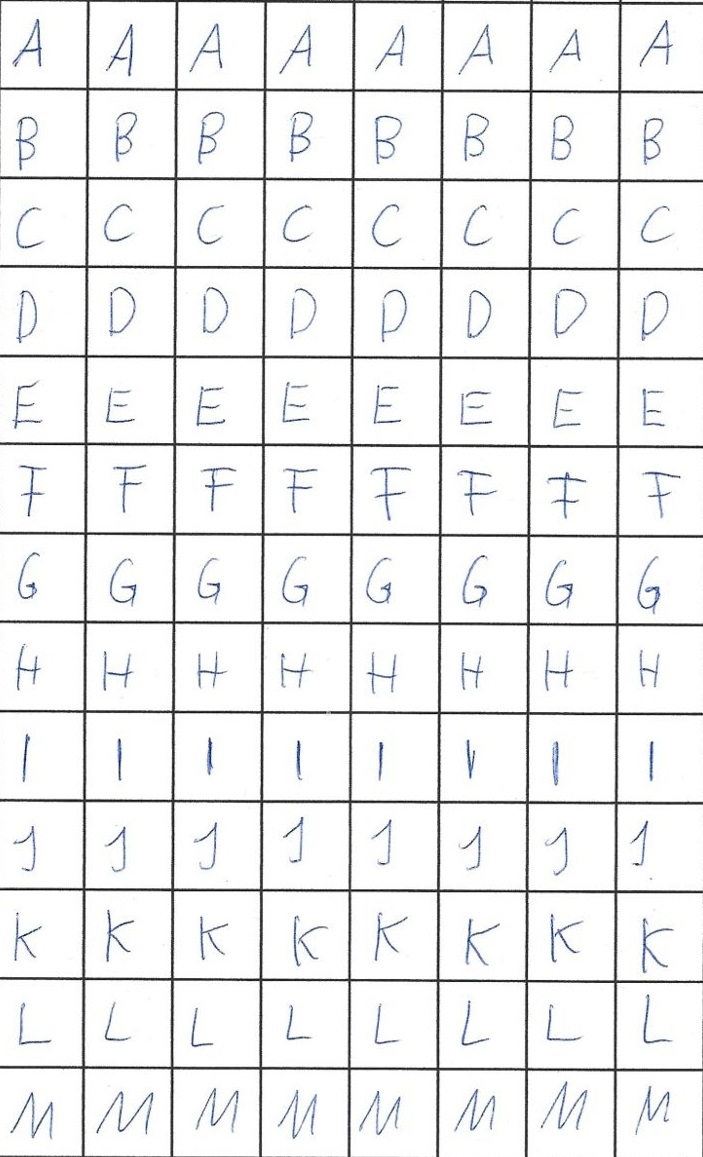 A A A A A A A A
B B B B B B B B
C C C C C C C C
D D D D D D D D
E E E E E E E E
F F F F F F F F
G G G G G G G G
H H H H H H H H
I I I I I I I I
J J J J J J J J
K K K K K K K K
L L L L L L L L
M M M M M M M M